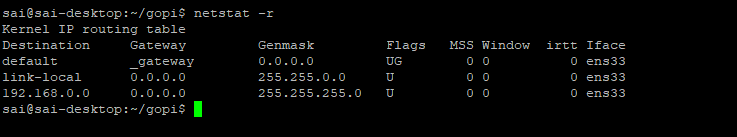 sai@sai-desktop:~/gopi$ netstat -r
Kernel IP routing table
Destination     Gateway         Genmask         Flags   MSS Window  irtt Iface
default         _gateway        0.0.0.0         UG        0 0          0 ens33
link-local      0.0.0.0         255.255.0.0     U         0 0          0 ens33
192.168.0.0     0.0.0.0         255.255.255.0   U         0 0          0 ens33
sai@sai-desktop:~/gopi$